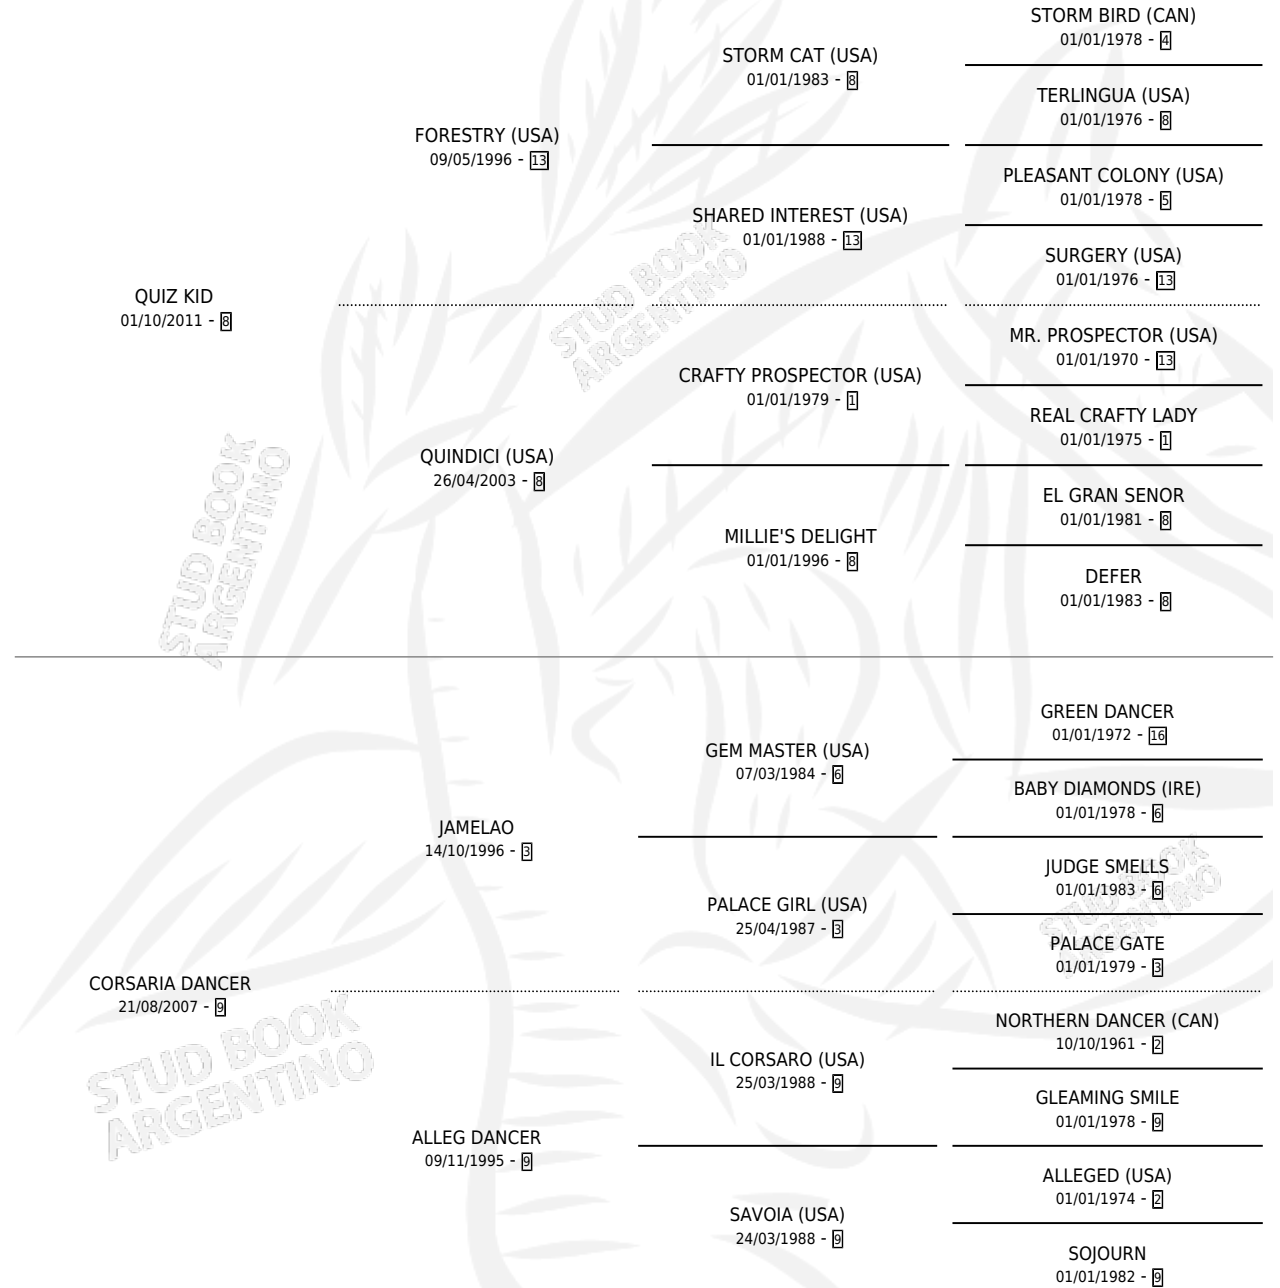 STORM BIRD (CAN)
01/01/1978 - 4
STORM CAT (USA)
01/01/1983 - 8
TERLINGUA (USA)
01/01/1976 - 8
FORESTRY (USA)
09/05/1996 - 13
PLEASANT COLONY (USA)
01/01/1978 - 5
SHARED INTEREST (USA)
01/01/1988 - 13
SURGERY (USA)
01/01/1976 - 13
QUIZ KID
01/10/2011 - 8
MR. PROSPECTOR (USA)
01/01/1970 - 13
CRAFTY PROSPECTOR (USA)
01/01/1979 - 1
REAL CRAFTY LADY
01/01/1975 - 1
QUINDICI (USA)
26/04/2003 - 8
EL GRAN SENOR
01/01/1981 - 8
MILLIE'S DELIGHT
01/01/1996 - 8
DEFER
01/01/1983 - 8
GREEN DANCER
01/01/1972 - 16
GEM MASTER (USA)
07/03/1984 - 6
BABY DIAMONDS (IRE)
01/01/1978 - 6
JAMELAO
14/10/1996 - 3
JUDGE SMELLS
01/01/1983 - 6
PALACE GIRL (USA)
25/04/1987 - 3
PALACE GATE
01/01/1979 - 3
CORSARIA DANCER
21/08/2007 - 9
NORTHERN DANCER (CAN)
10/10/1961 - 2
IL CORSARO (USA)
25/03/1988 - 9
GLEAMING SMILE
01/01/1978 - 9
ALLEG DANCER
09/11/1995 - 9
ALLEGED (USA)
01/01/1974 - 2
SAVOIA (USA)
24/03/1988 - 9
SOJOURN
01/01/1982 - 9
STUD BOOK
ARGENTINO
STUD BOOK
ARGENTINO
STUD BOOK
ARGENTINO
STUD BOOK
ARGENTINO